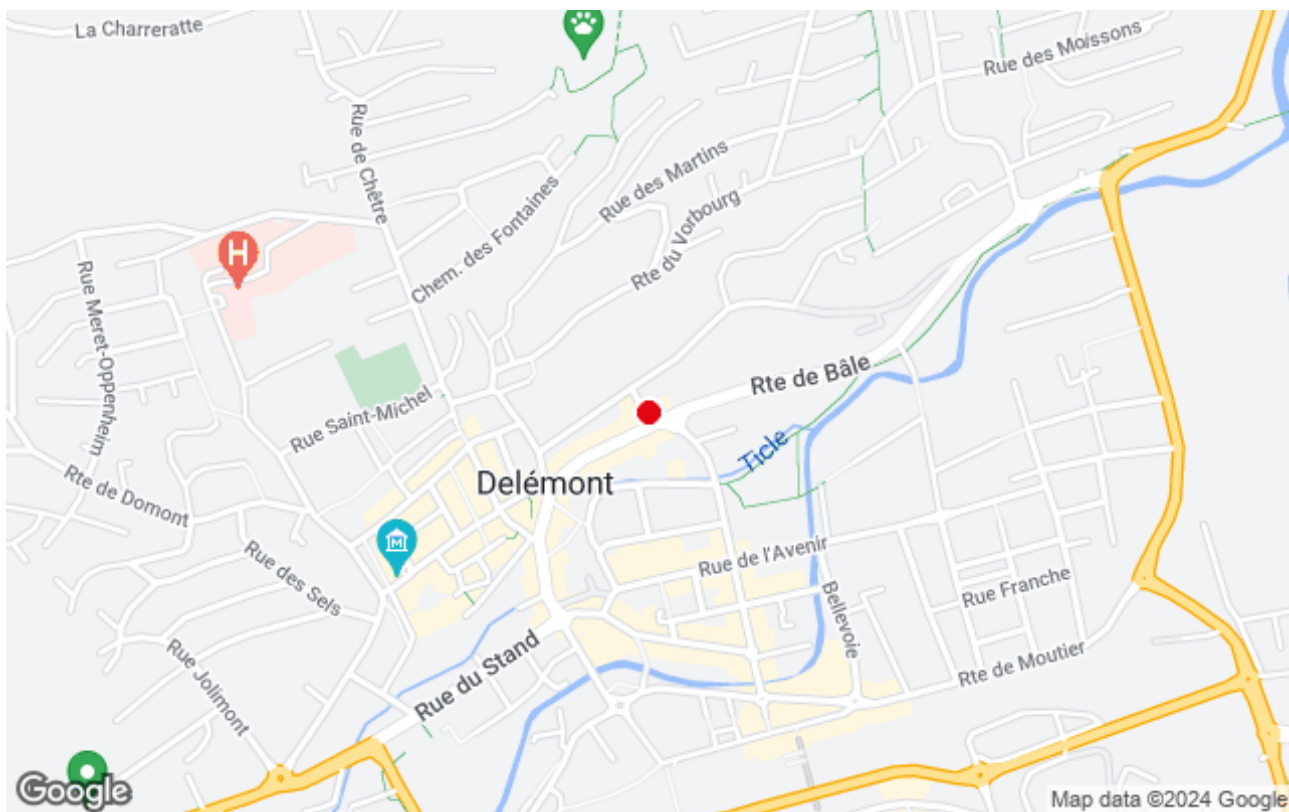 La Charreratte
Rue des Moissons
Rue de Chêtre
Rue des Martins
Chem. des Fontaines
Rte du Vorbourg
H
Rue Meret-Oppenheim
Rte de Bâle
Rue Saint-Michel
Ticle
Delémont
Rte de Domont
M
Rue de l'Avenir
Rue des Sels
Rue Franche
Bellevoie
Rue du Stand
Rte de Moutier
Rue Jolimont
Google
Map data ©2024 Google